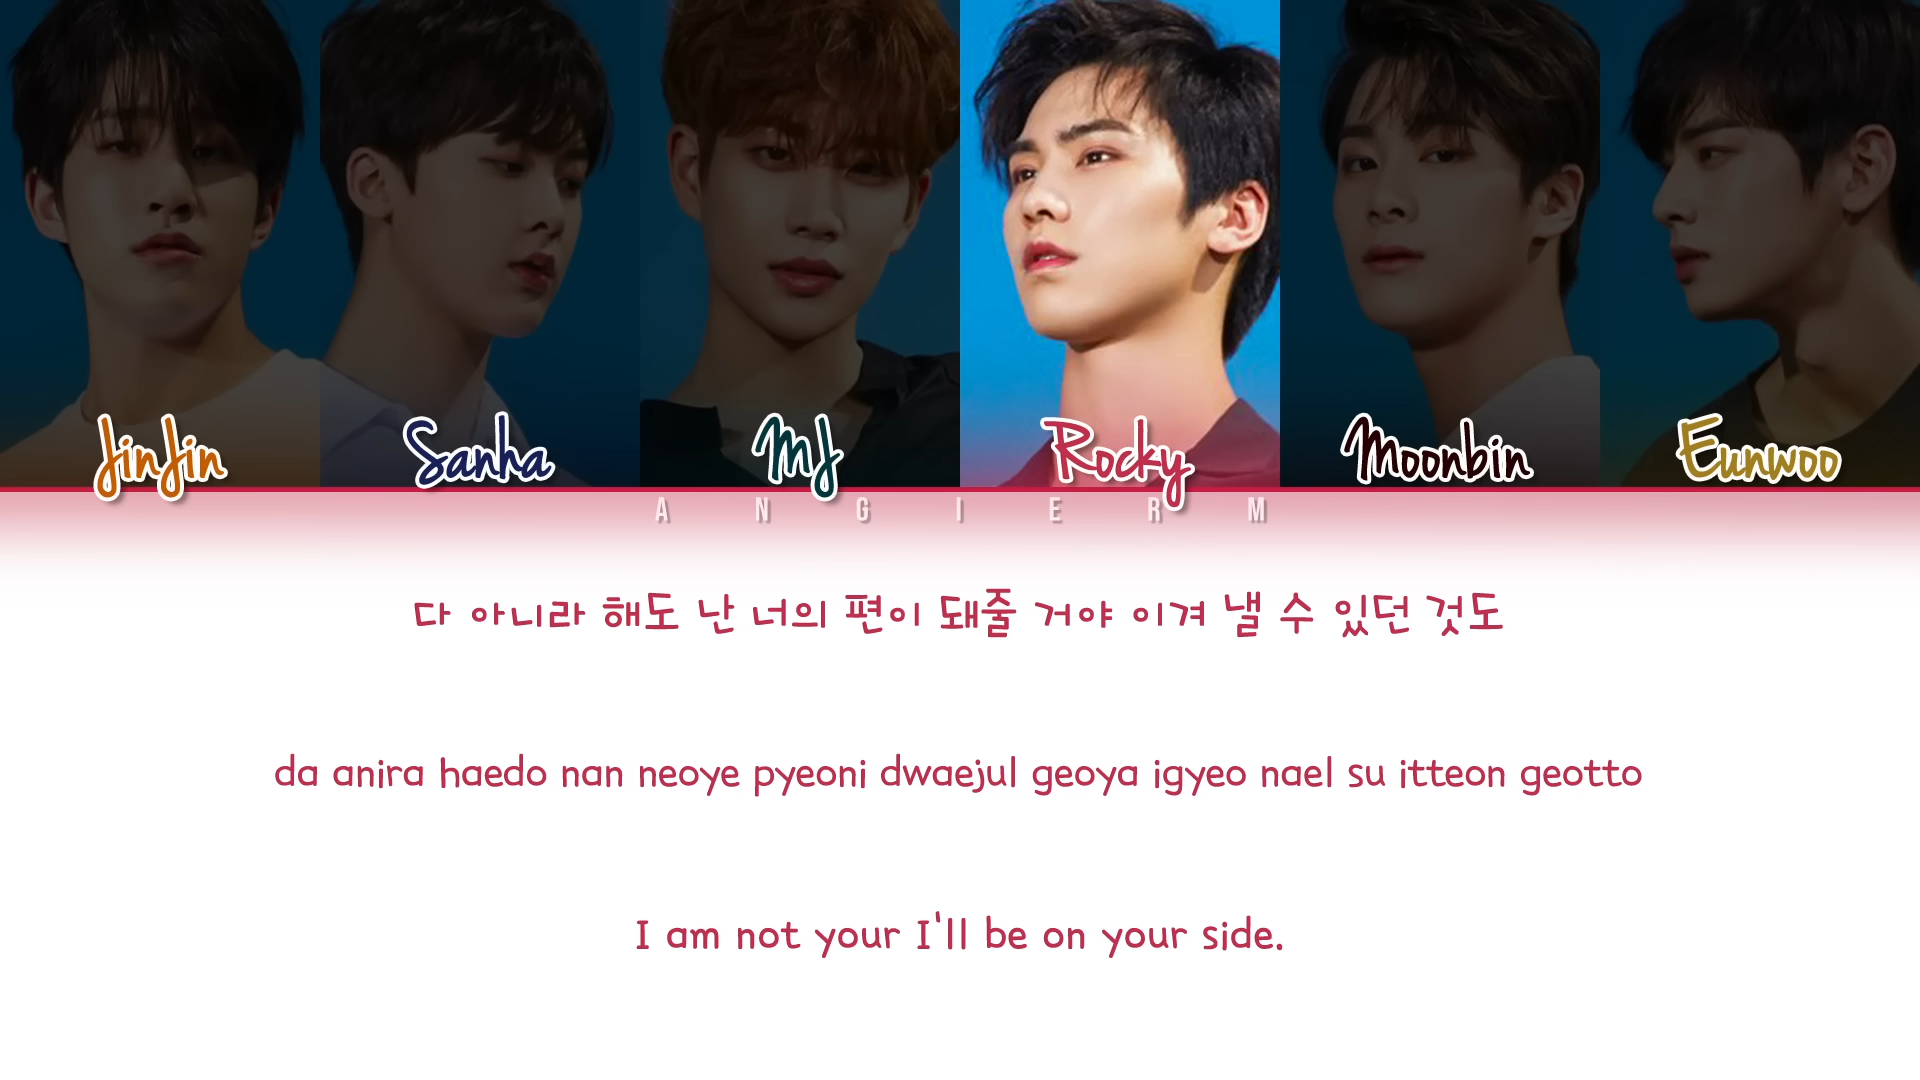 JinJin Sanha MJ Rocky Moonbin Eunwoo
ANGIERM
다 아니라 해도 난 너의 편이 돼줄 거야 이겨 낼 수 있던 것도
da anira haedo nan neoye pyeoni dwaejul geoya igyeo nael su itteon geotto
I am not your I'll be on your side.